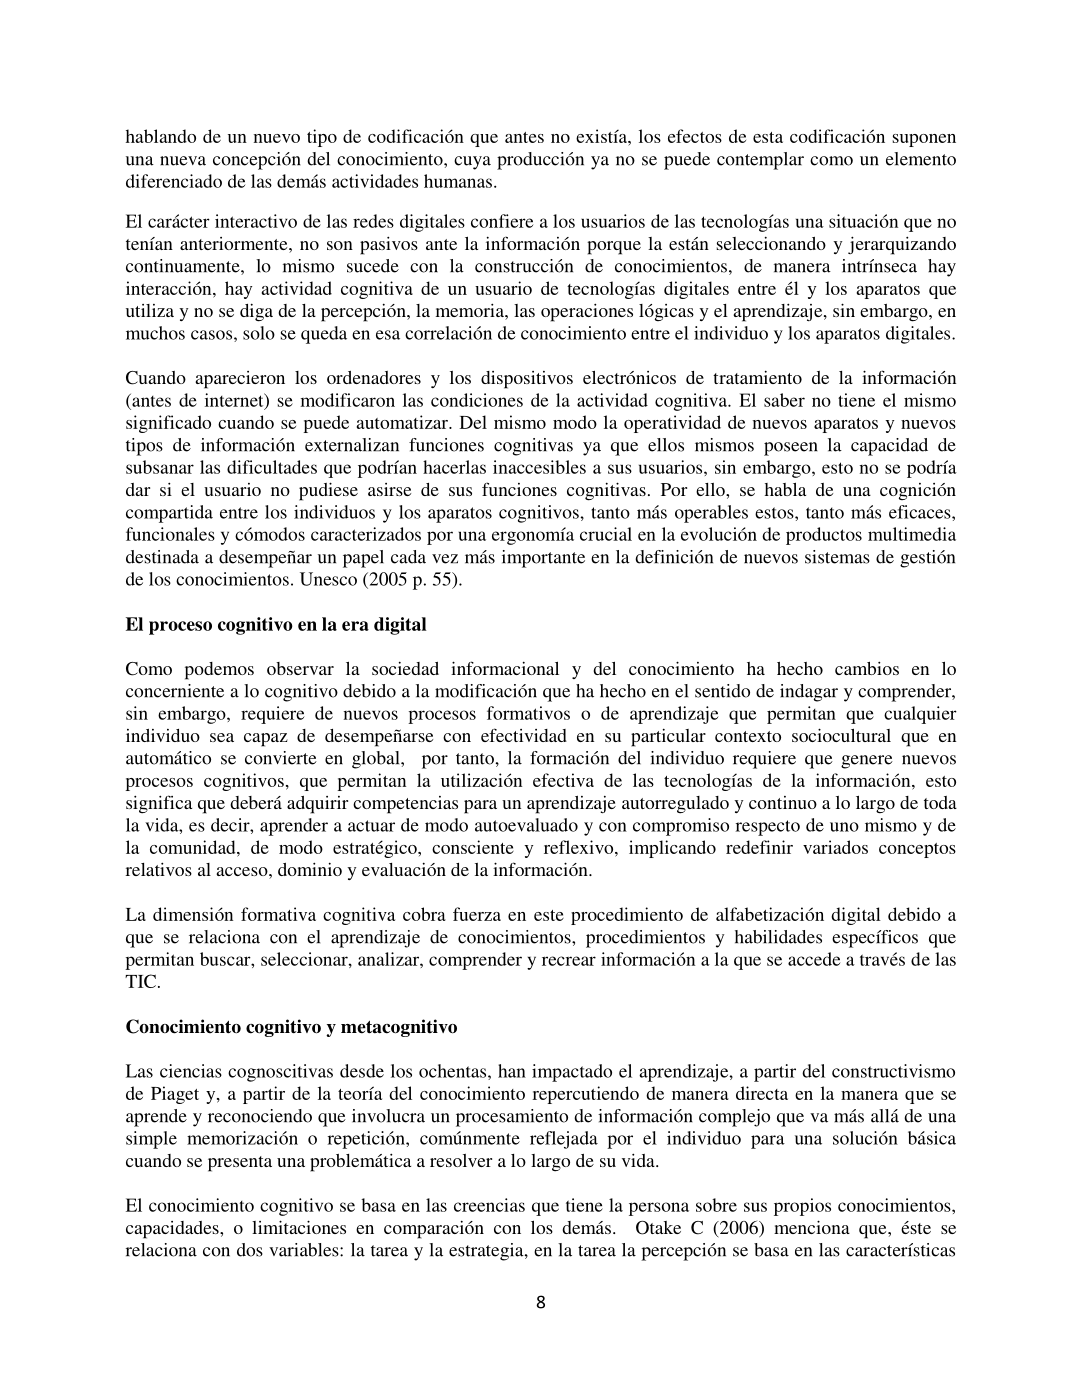 hablando de un nuevo tipo de codificación que antes no existía, los efectos de esta codificación suponen
una nueva concepción del conocimiento, cuya producción ya no se puede contemplar como un elemento
diferenciado de las demás actividades humanas.
El carácter interactivo de las redes digitales confiere a los usuarios de las tecnologías una situación que no
tenían anteriormente, no son pasivos ante la información porque la están seleccionando y jerarquizando
continuamente, lo mismo sucede con la construcción de conocimientos, de manera intrínseca hay
interacción, hay actividad cognitiva de un usuario de tecnologías digitales entre él y los aparatos que
utiliza y no se diga de la percepción, la memoria, las operaciones lógicas y el aprendizaje, sin embargo, en
muchos casos, solo se queda en esa correlación de conocimiento entre el individuo y los aparatos digitales.
Cuando aparecieron los ordenadores y los dispositivos electrónicos de tratamiento de la información
(antes de internet) se modificaron las condiciones de la actividad cognitiva. El saber no tiene el mismo
significado cuando se puede automatizar. Del mismo modo la operatividad de nuevos aparatos y nuevos
tipos de información externalizan funciones cognitivas ya que ellos mismos poseen la capacidad de
subsanar las dificultades que podrían hacerlas inaccesibles a sus usuarios, sin embargo, esto no se podría
dar si el usuario no pudiese asirse de sus funciones cognitivas. Por ello, se habla de una cognición
compartida entre los individuos y los aparatos cognitivos, tanto más operables estos, tanto más eficaces,
funcionales y cómodos caracterizados por una ergonomía crucial en la evolución de productos multimedia
destinada a desempeñar un papel cada vez más importante en la definición de nuevos sistemas de gestión
de los conocimientos. Unesco (2005 p. 55).
El proceso cognitivo en la era digital
Como podemos observar la sociedad informacional y del conocimiento ha hecho cambios en lo
concerniente a lo cognitivo debido a la modificación que ha hecho en el sentido de indagar y comprender,
sin embargo, requiere de nuevos procesos formativos o de aprendizaje que permitan que cualquier
individuo sea capaz de desempeñarse con efectividad en su particular contexto sociocultural que en
automático se convierte en global,  por tanto, la formación del individuo requiere que genere nuevos
procesos cognitivos, que permitan la utilización efectiva de las tecnologías de la información, esto
significa que deberá adquirir competencias para un aprendizaje autorregulado y continuo a lo largo de toda
la vida, es decir, aprender a actuar de modo autoevaluado y con compromiso respecto de uno mismo y de
la comunidad, de modo estratégico, consciente y reflexivo, implicando redefinir variados conceptos
relativos al acceso, dominio y evaluación de la información.
La dimensión formativa cognitiva cobra fuerza en este procedimiento de alfabetización digital debido a
que se relaciona con el aprendizaje de conocimientos, procedimientos y habilidades específicos que
permitan buscar, seleccionar, analizar, comprender y recrear información a la que se accede a través de las
TIC.
Conocimiento cognitivo y metacognitivo
Las ciencias cognoscitivas desde los ochentas, han impactado el aprendizaje, a partir del constructivismo
de Piaget y, a partir de la teoría del conocimiento repercutiendo de manera directa en la manera que se
aprende y reconociendo que involucra un procesamiento de información complejo que va más allá de una
simple memorización o repetición, comúnmente reflejada por el individuo para una solución básica
cuando se presenta una problemática a resolver a lo largo de su vida.
El conocimiento cognitivo se basa en las creencias que tiene la persona sobre sus propios conocimientos,
capacidades, o limitaciones en comparación con los demás.  Otake C (2006) menciona que, éste se
relaciona con dos variables: la tarea y la estrategia, en la tarea la percepción se basa en las características
8